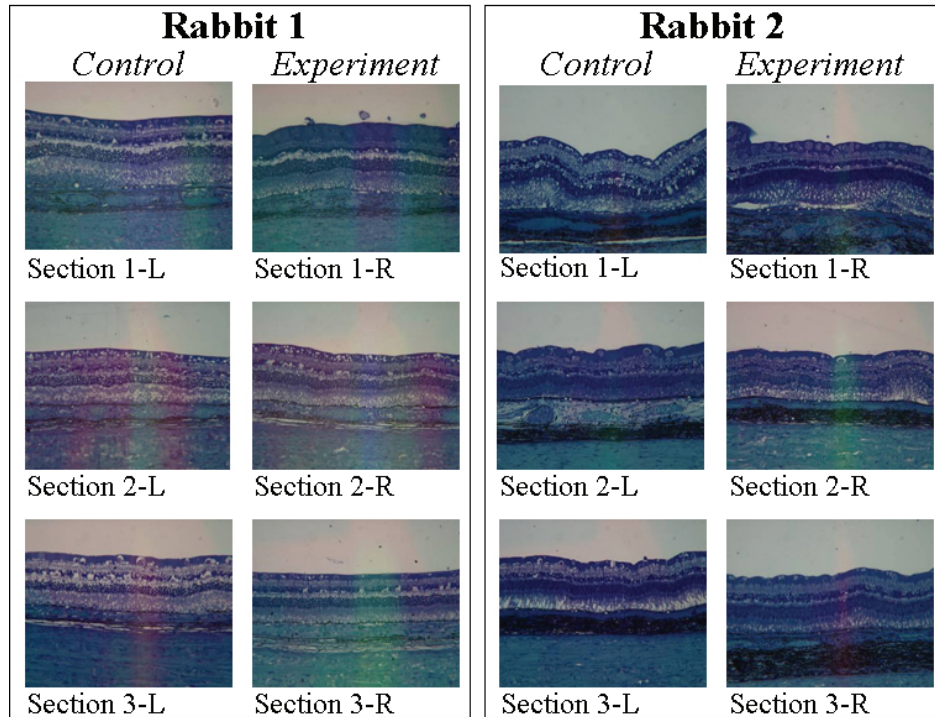 Rabbit 1
Control Experiment
Section 1-L Section 1-R
Section 2-L Section 2-R
Section 3-L Section 3-R
Rabbit 2
Control Experiment
Section 1-L Section 1-R
Section 2-L Section 2-R
Section 3-L Section 3-R